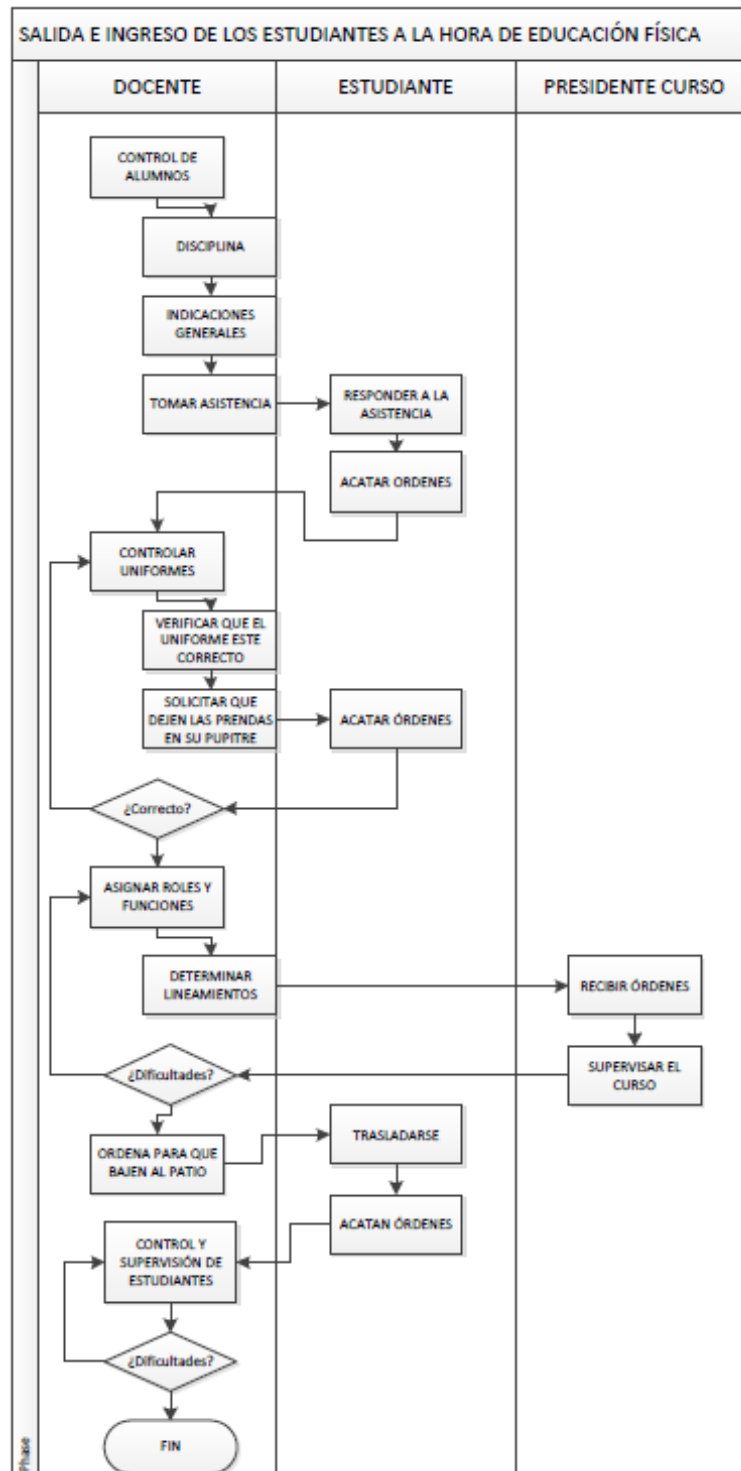 SALIDA E INGRESO DE LOS ESTUDIANTES A LA HORA DE EDUCACIÓN FÍSICA
DOCENTE
ESTUDIANTE
PRESIDENTE CURSO
CONTROL DE
ALUMNOS
DISCIPLINA
INDICACIONES
GENERALES
TOMAR ASISTENCIA
RESPONDER A LA
ASISTENCIA
ACATAR ORDENES
CONTROLAR
UNIFORMES
VERIFICAR QUE EL
UNIFORME ESTE
CORRECTO
SOLICITAR QUE
DEJEN LAS PRENDAS
EN SU PUPITRE
ACATAR ÓRDENES
¿Correcto?
ASIGNAR ROLES Y
FUNCIONES
DETERMINAR
LINEAMIENTOS
RECIBIR ÓRDENES
SUPERVISAR EL
CURSO
¿Dificultades?
ORDENA PARA QUE
BAJEN AL PATIO
TRASLADARSE
ACATAN ÓRDENES
CONTROL Y
SUPERVISIÓN DE
ESTUDIANTES
¿Dificultades?
FIN
Phase